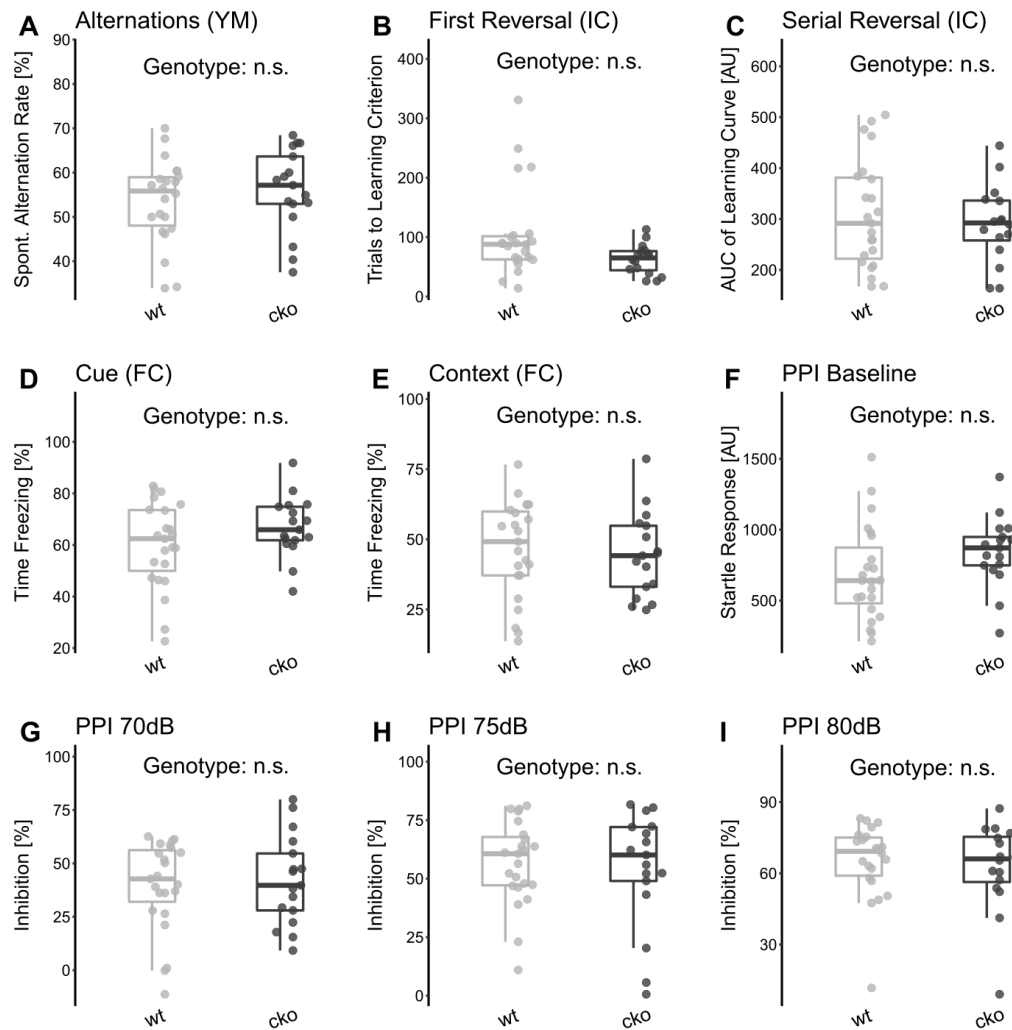 A Alternations (YM)
Spont. Alternation Rate [%]
90
80
70
60
50
40
Genotype: n.s.
wt
cko
B First Reversal (IC)
Trials to Learning Criterion
400
300
200
100
0
Genotype: n.s.
wt
cko
C Serial Reversal (IC)
AUC of Learning Curve [AU]
600
500
400
300
200
Genotype: n.s.
wt
cko
D Cue (FC)
Time Freezing [%]
100
80
60
40
20
Genotype: n.s.
wt
cko
E Context (FC)
Time Freezing [%]
100
75
50
25
Genotype: n.s.
wt
cko
F PPI Baseline
Startle Response [AU]
1500
1000
500
Genotype: n.s.
wt
cko
G PPI 70dB
Inhibition [%]
100
75
50
25
0
Genotype: n.s.
wt
cko
H PPI 75dB
Inhibition [%]
100
75
50
25
0
Genotype: n.s.
wt
cko
I PPI 80dB
Inhibition [%]
90
60
30
Genotype: n.s.
wt
cko